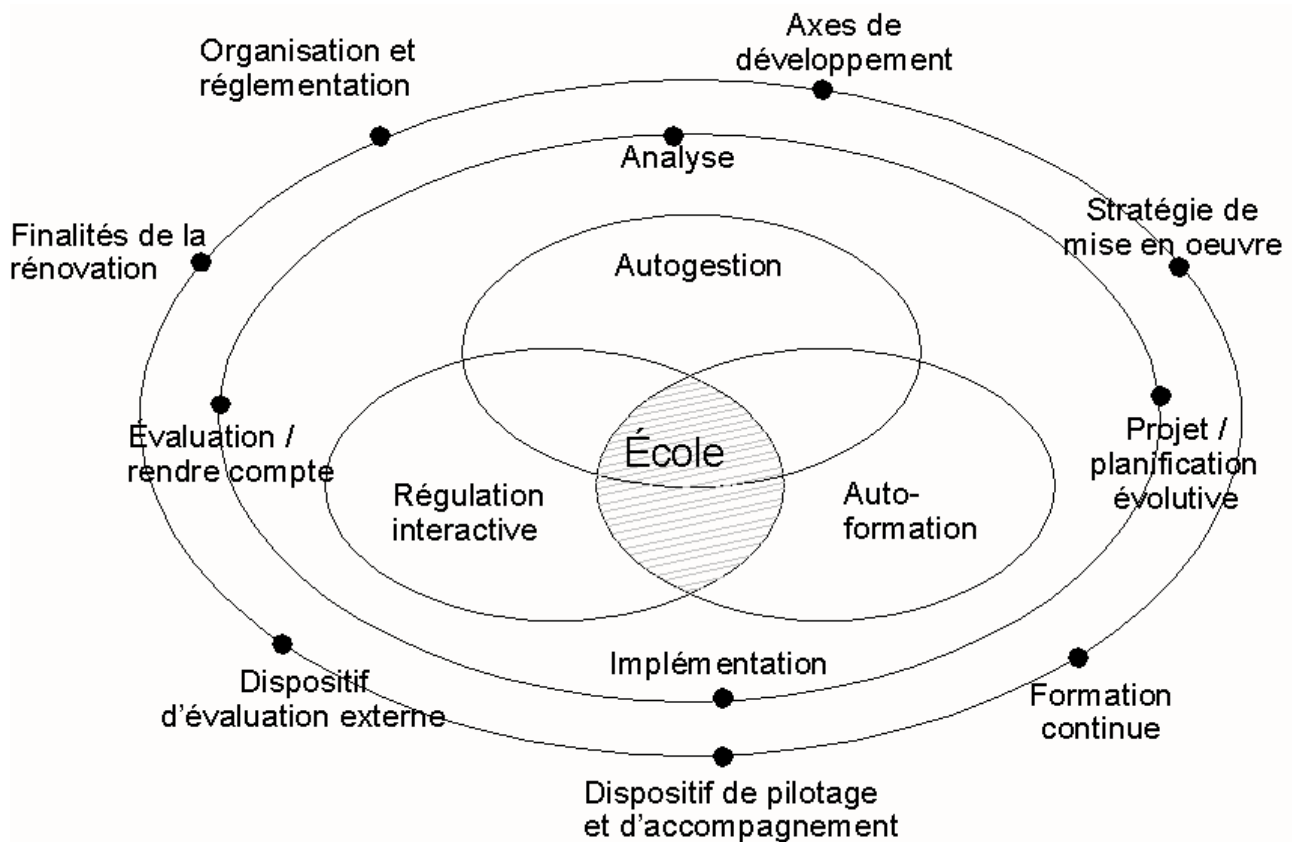 Axes de
développement
Organisation et
réglementation
Analyse
Stratégie de
mise en oeuvre
Finalités de la
rénovation
Autogestion
Évaluation /
rendre compte
École
Projet /
planification
évolutive
Régulation
interactive
Auto-
formation
Implémentation
Dispositif
d'évaluation externe
Formation
continue
Dispositif de pilotage
et d'accompagnement